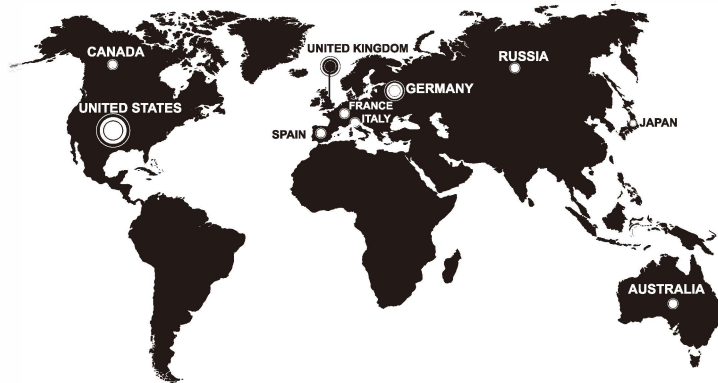 CANADA
UNITED KINGDOM
RUSSIA
UNITED STATES
GERMANY
FRANCE
ITALY
SPAIN
JAPAN
AUSTRALIA